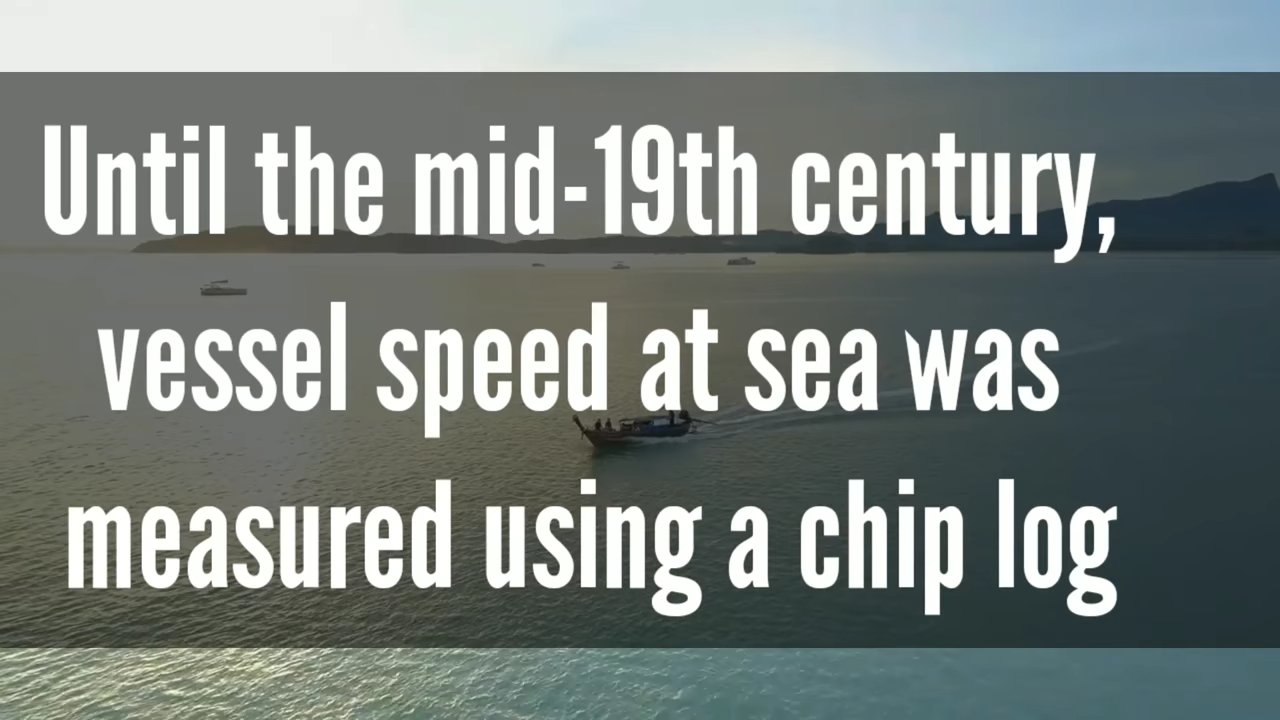 Until the mid-19th century,
vessel speed at sea was
measured using a chip log